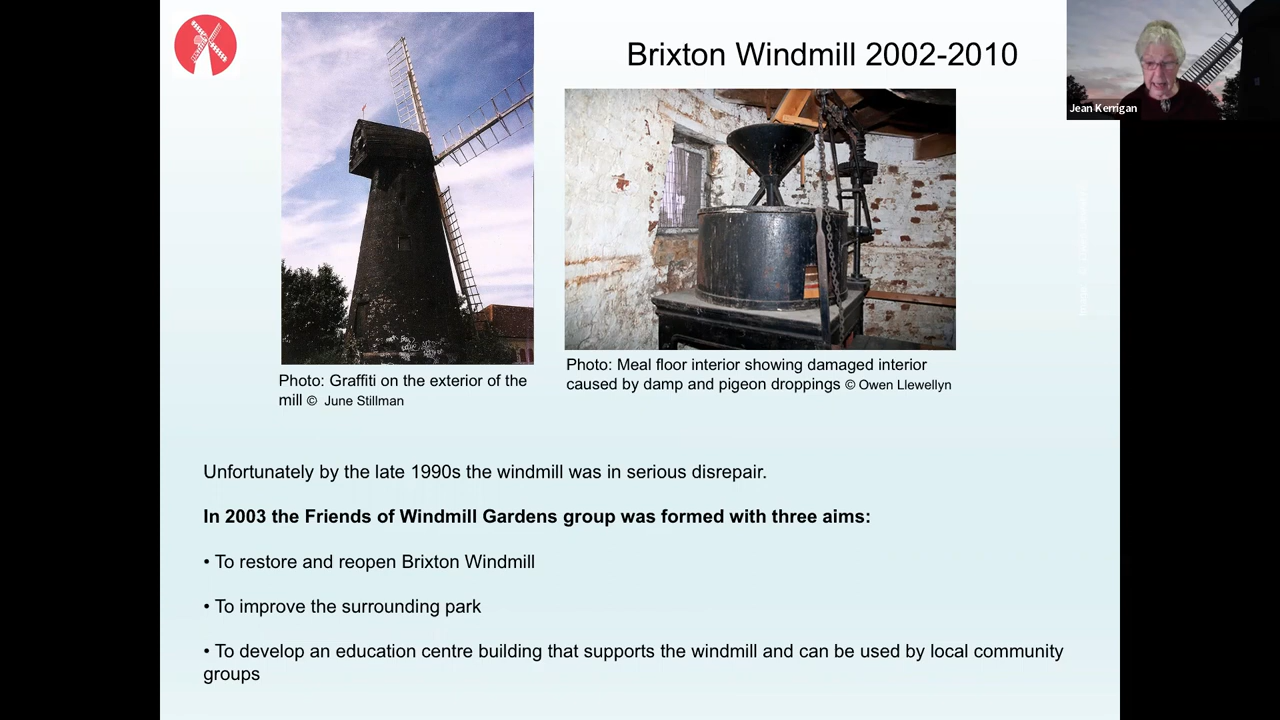 Brixton Windmill 2002-2010
Jean Kerrigan
Photo: Graffiti on the exterior of the
mill © June Stillman
Photo: Meal floor interior showing damaged interior
caused by damp and pigeon droppings © Owen Llewellyn
Unfortunately by the late 1990s the windmill was in serious disrepair.
In 2003 the Friends of Windmill Gardens group was formed with three aims:
• To restore and reopen Brixton Windmill
• To improve the surrounding park
• To develop an education centre building that supports the windmill and can be used by local community
groups